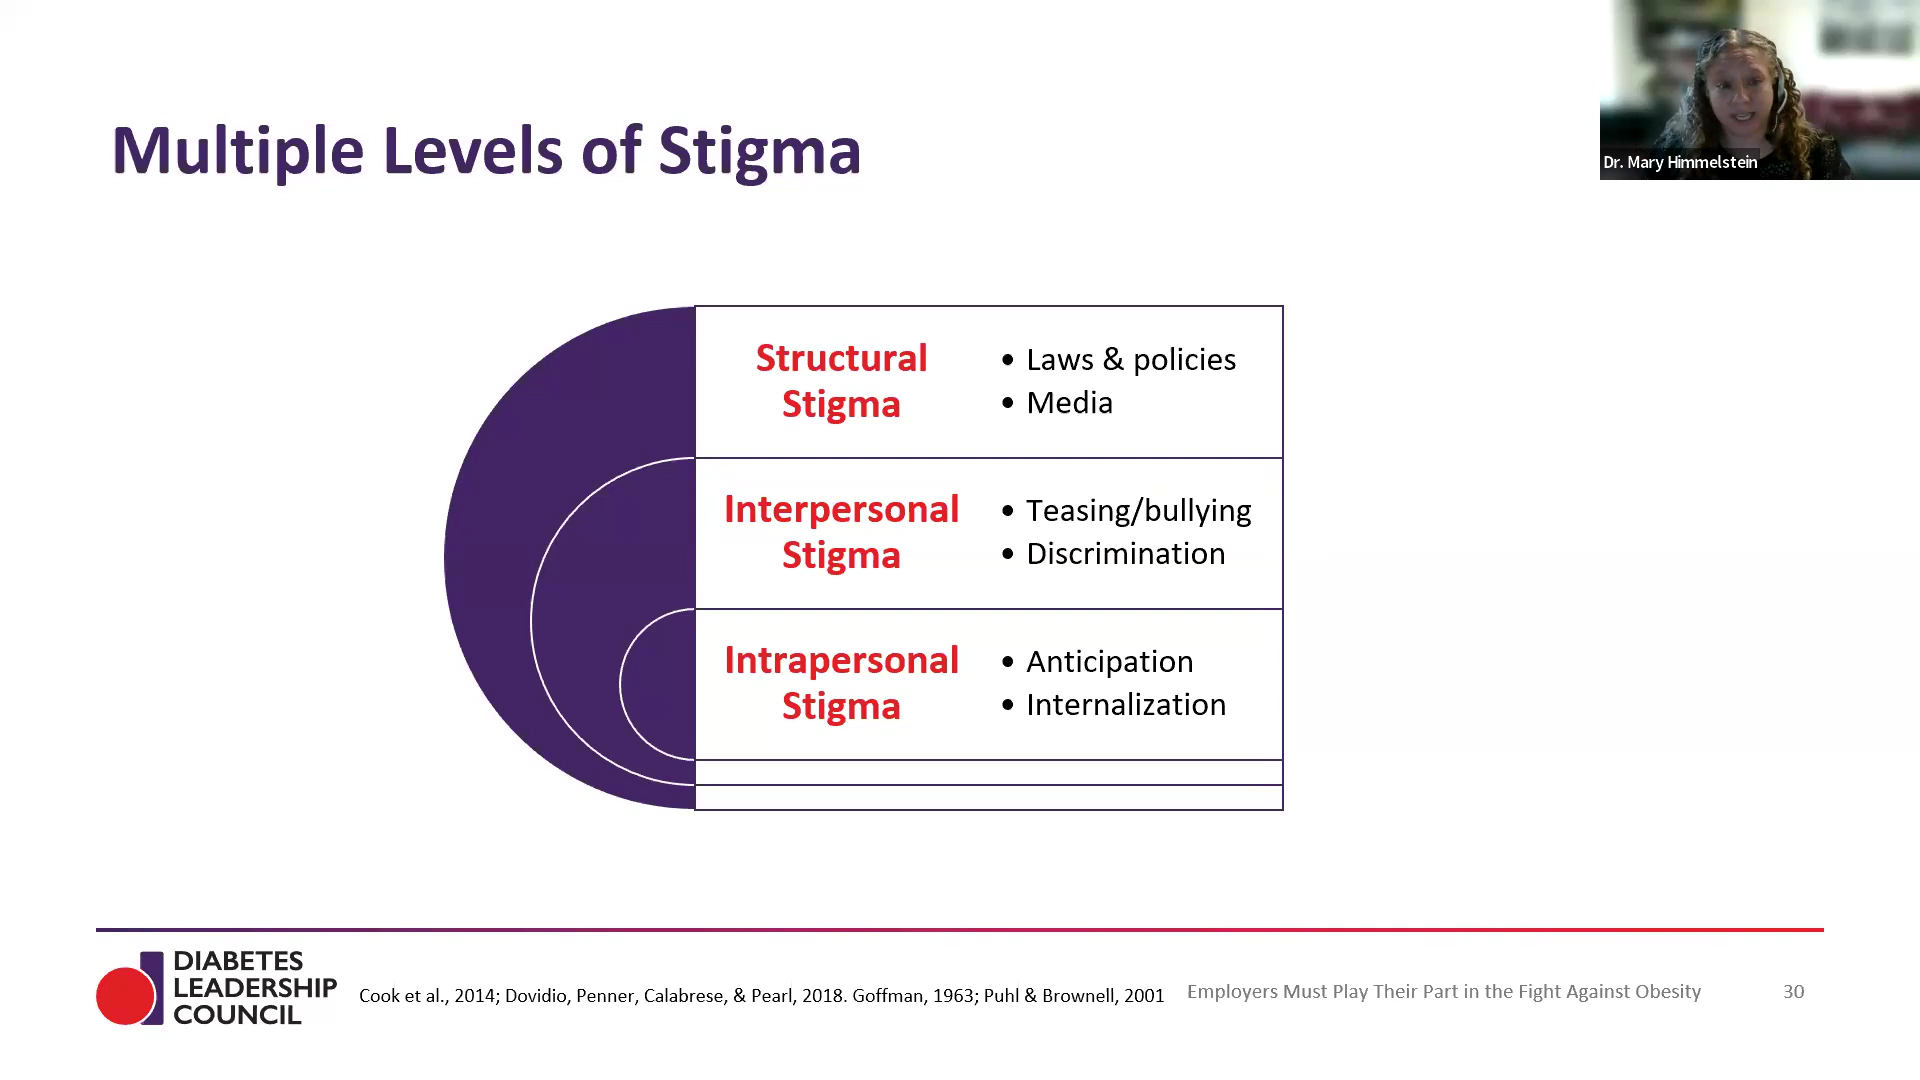 Multiple Levels of Stigma
Dr. Mary Himmelstein
Structural
Stigma
• Laws & policies
• Media
Interpersonal
Stigma
• Teasing/bullying
• Discrimination
Intrapersonal
Stigma
• Anticipation
• Internalization
DIABETES
LEADERSHIP
COUNCIL
Cook et al., 2014; Dovidio, Penner, Calabrese, & Pearl, 2018. Goffman, 1963; Puhl & Brownell, 2001
Employers Must Play Their Part in the Fight Against Obesity
30